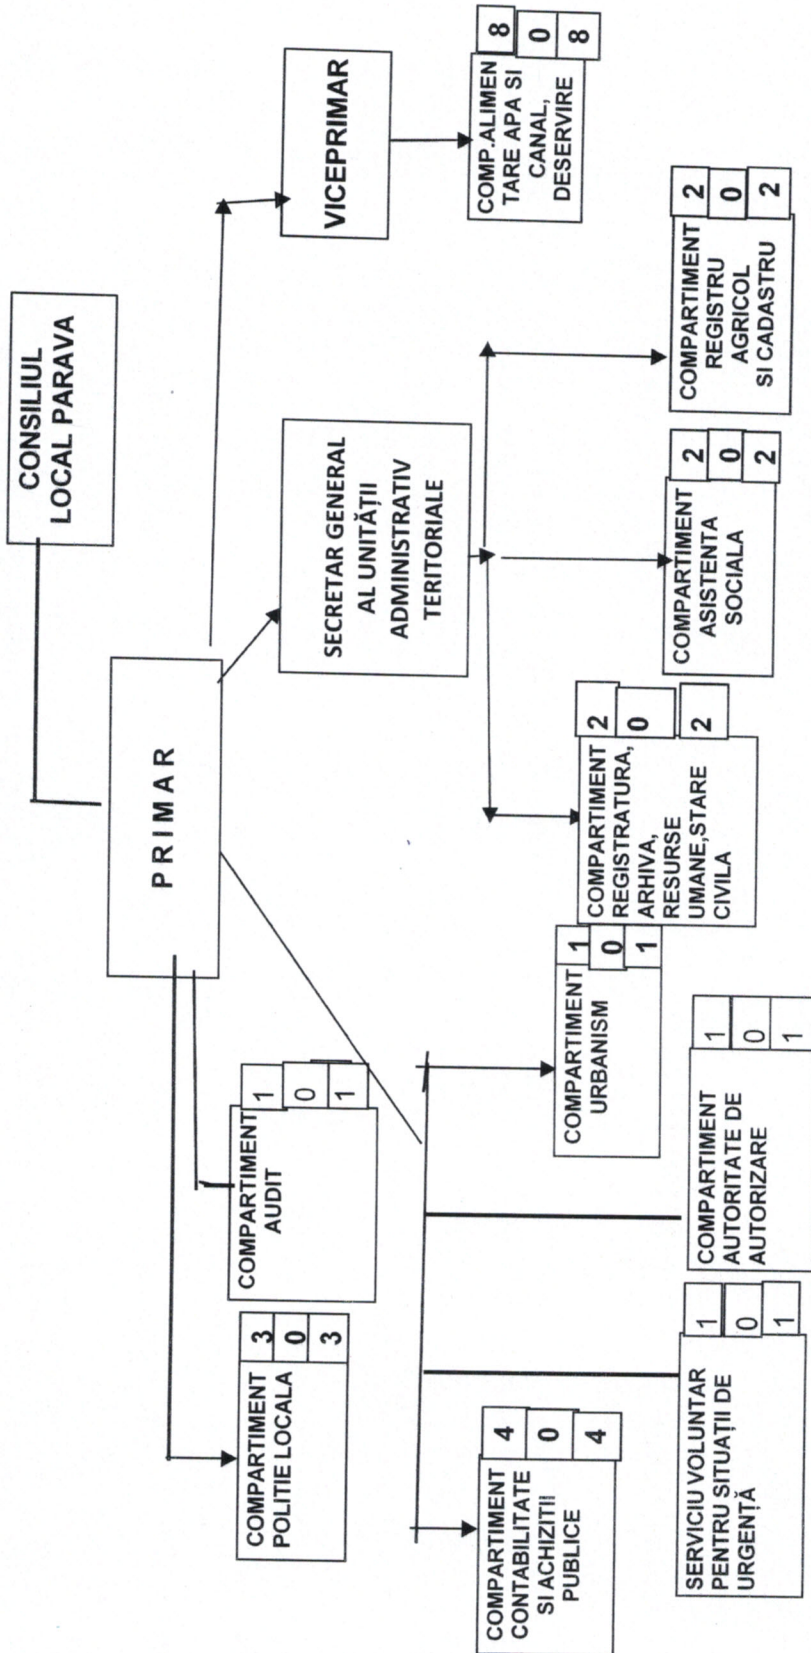 CONSILIUL
LOCAL PARAVA
PRIMAR
VICEPRIMAR
SECRETAR GENERAL
AL UNITĂȚII
ADMINISTRATIV
TERITORIALE
COMPARTIMENT
POLITIE LOCALA
3
0
3
COMPARTIMENT
AUDIT
1
0
1
COMPARTIMENT
CONTABILITATE
SI ACHIZITII
PUBLICE
4
0
4
COMPARTIMENT
URBANISM
1
0
1
COMPARTIMENT
REGISTRATURA,
ARHIVA,
RESURSE
UMANE,STARE
CIVILA
2
0
2
COMP.ALIMEN
TARE APA SI
CANAL,
DESERVIRE
8
0
8
SERVICIU VOLUNTAR
PENTRU SITUAȚII DE
URGENȚĂ
1
0
1
COMPARTIMENT
AUTORITATE DE
AUTORIZARE
1
0
1
COMPARTIMENT
ASISTENTA
SOCIALA
2
0
2
COMPARTIMENT
REGISTRU
AGRICOL
SI CADASTRU
2
0
2